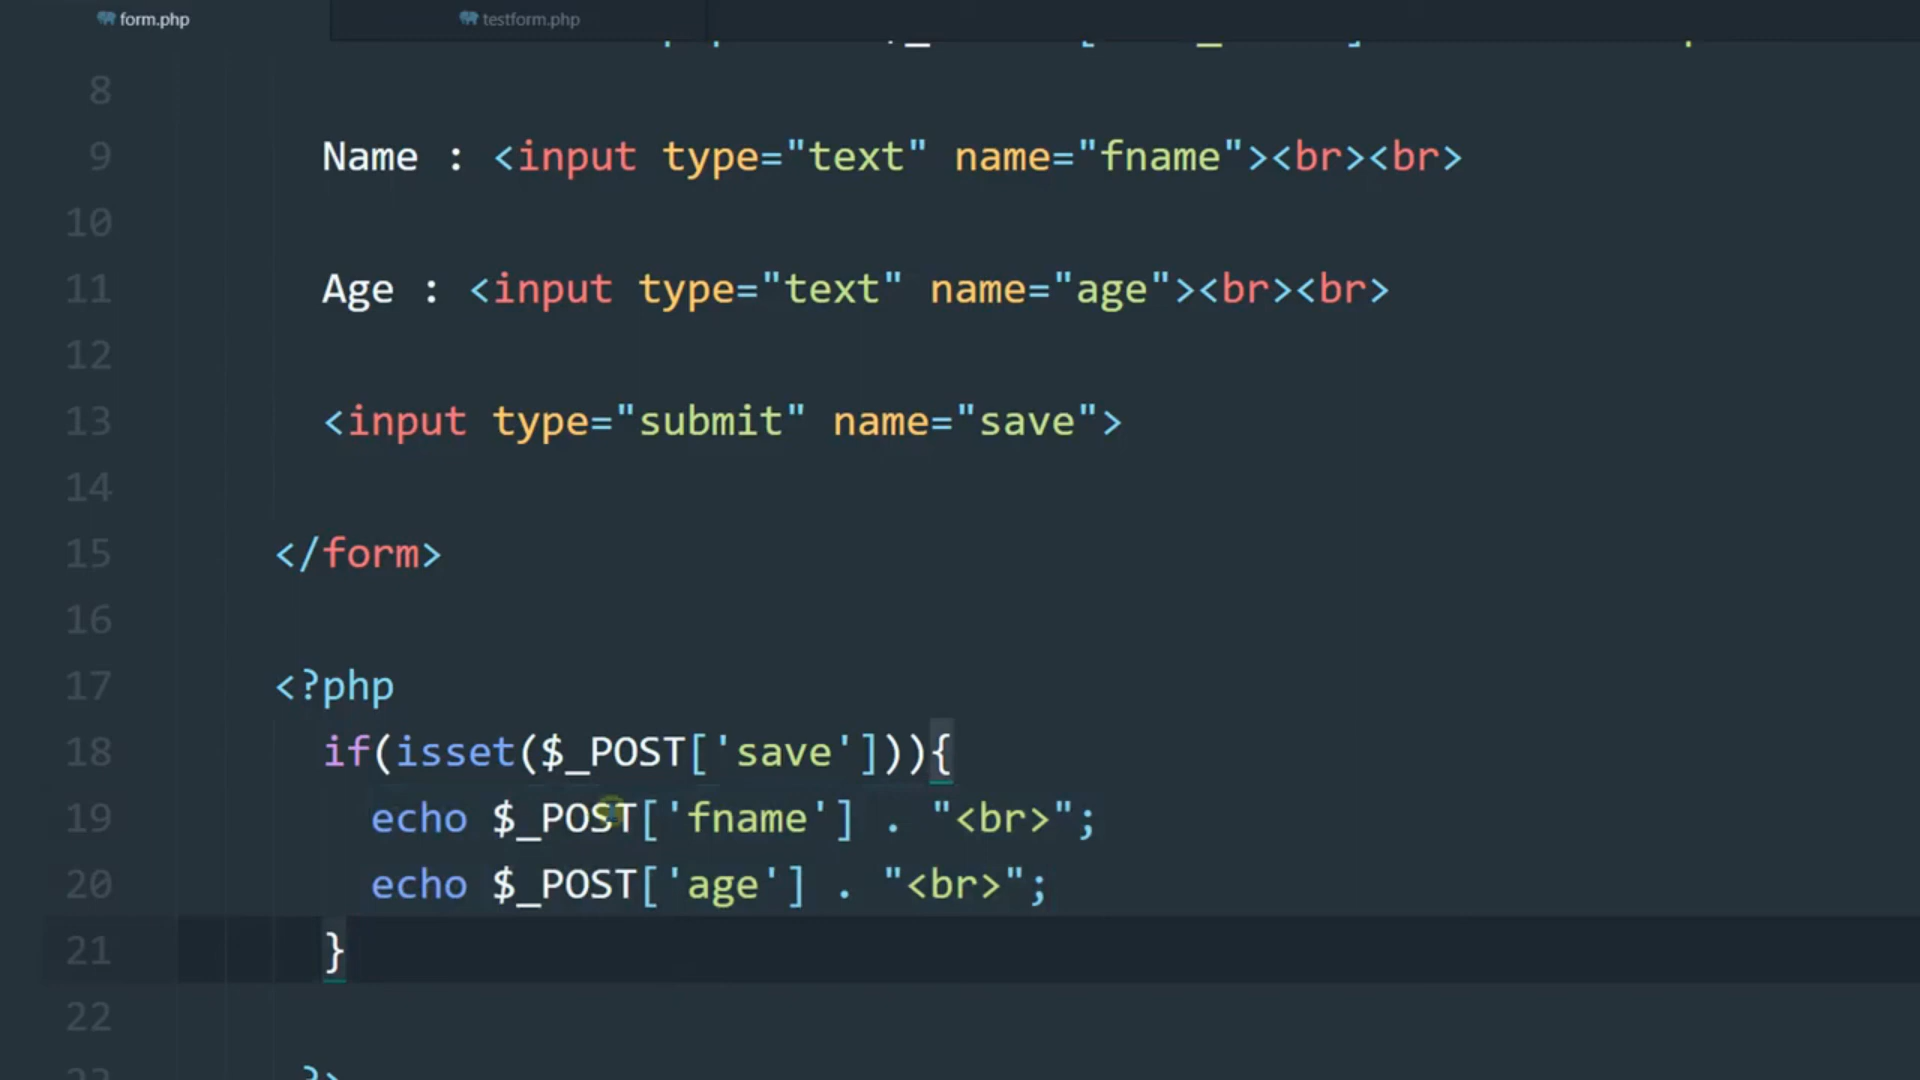 form.php
testform.php
8
9 Name : <input type="text" name="fname"><br><br>
10
11 Age : <input type="text" name="age"><br><br>
12
13 <input type="submit" name="save">
14
15 </form>
16
17 <?php
18 if(isset($_POST['save'])){
19 echo $_POST['fname'] . "<br>";
20 echo $_POST['age'] . "<br>";
21 }
22